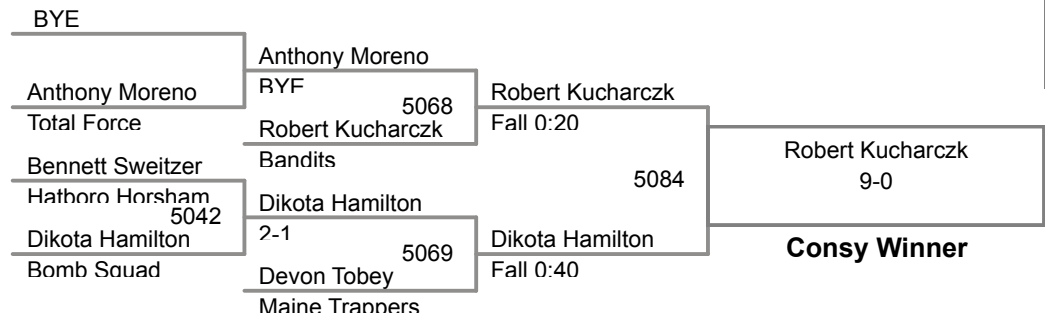 BYE
Anthony Moreno
Anthony Moreno
BYE
5068
Robert Kucharczk
Total Force
Robert Kucharczk
Fall 0:20
Bennett Sweitzer
Bandits
Robert Kucharczk
9-0
5084
Hatboro Horsham
5042
Dikota Hamilton
Dikota Hamilton
2-1
5069
Dikota Hamilton
Consy Winner
Bomb Squad
Devon Tobey
Fall 0:40
Maine Trappers